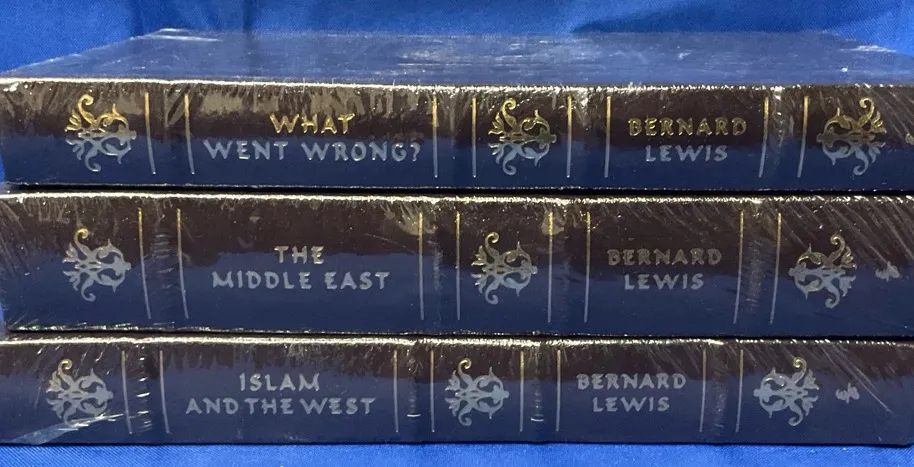 WHAT
WENT WRONG?
BERNARD
LEWIS
THE
MIDDLE EAST
BERNARD
LEWIS
ISLAM
AND THE WEST
BERNARD
LEWIS